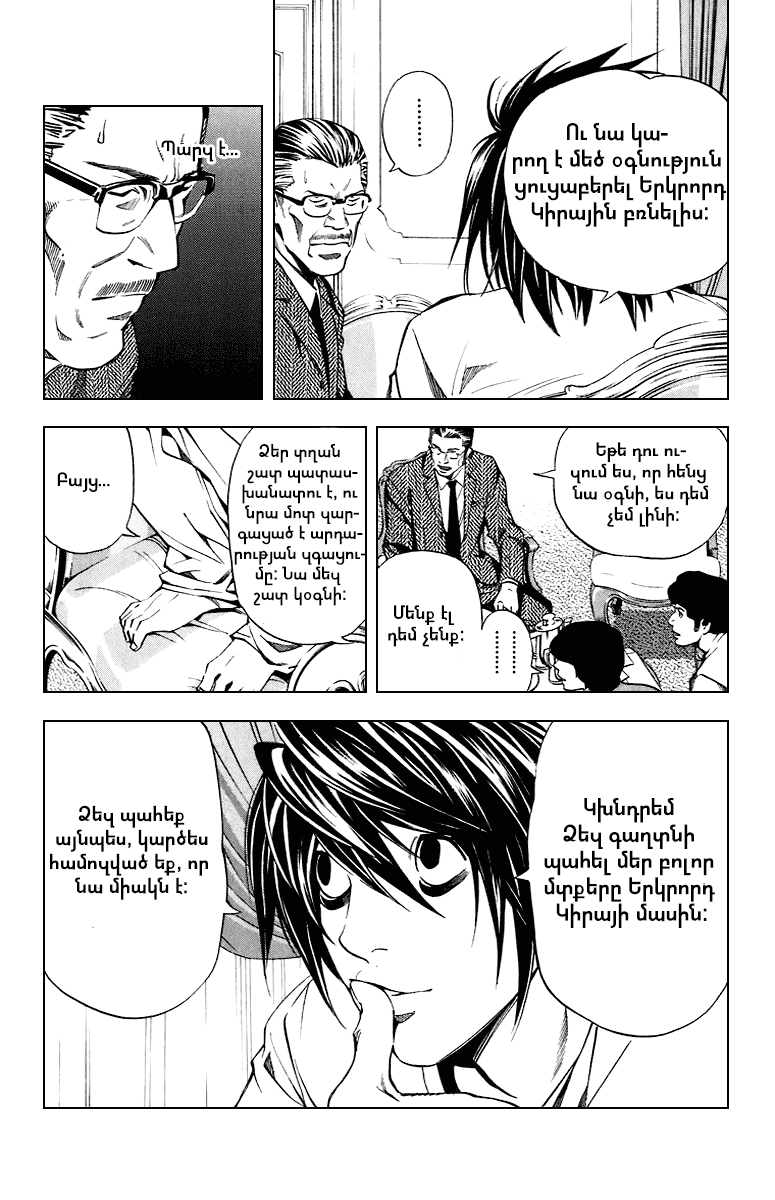 Ու նա կա-
րող է մեծ օգնություն
ցուցաբերել Երկրորդ
Կիրային բռնելիս:
........
Պարզ է...
Եթե դու ու-
զում ես, որ հենց
նա օգնի, ես դեմ
չեմ լինի:
Մենք էլ
դեմ չենք:
......
Ձեր տղան
շատ պատաս-
խանատու է, ու
նրա մոտ զար-
գացած է արդա-
րության զգացու-
մը: Նա մեզ
շատ կօգնի:
Բայց...
Կխնդրեմ
Ձեզ գաղտնի
պահել մեր բոլոր
մտքերը Երկրորդ
Կիրայի մասին:
Ձեզ պահեք
այնպես, կարծես
համոզված եք, որ
նա միակն է: